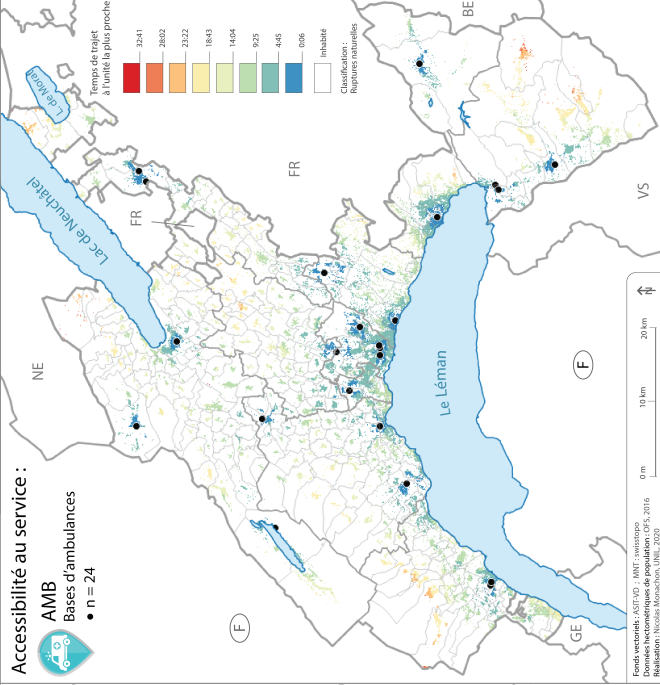 Accessibilité au service :
AMB
Bases d'ambulances
n = 24
Temps de trajet
à l'unité la plus proche
32:41
28:02
23:22
18:43
14:04
9:25
4:45
0:06
Inhabité
Classification :
Ruptures naturelles
BE
L. de Morat
Lac de Neuchâtel
FR
FR
NE
VS
Le Léman
F
F
GE
N
0 m
10 km
20 km
Fonds vectoriels : ASIT-VD ; MNT : swisstopo
Données hectométriques de population : OFS, 2016
Réalisation : Nicolas Monachon, UNIL, 2020